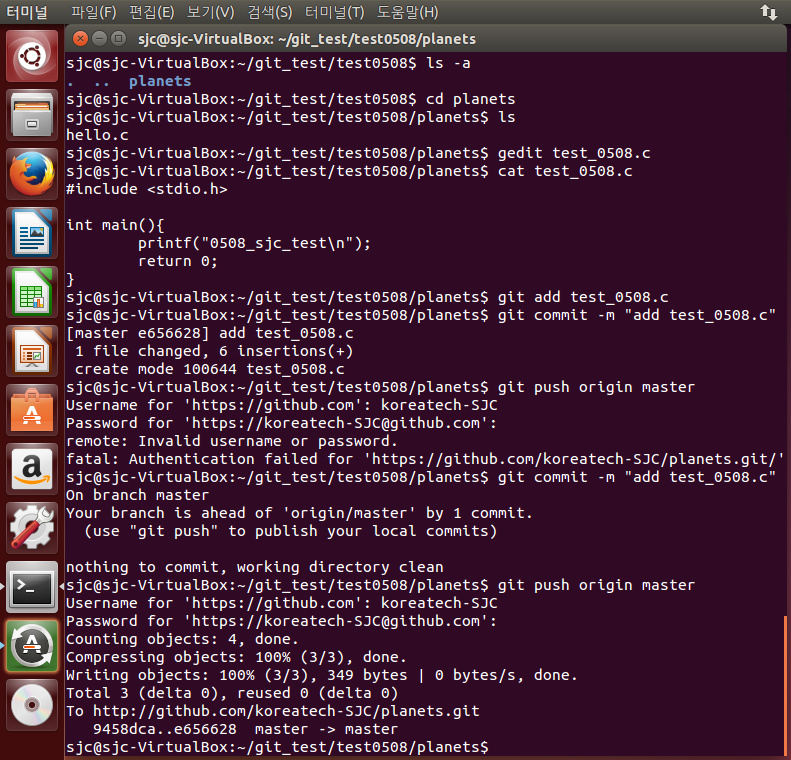 터미널 파일(F) 편집(E) 보기(V) 검색(S) 터미널(T) 도움말(H)
sjc@sjc-VirtualBox: ~/git_test/test0508/planets
sjc@sjc-VirtualBox:~/git_test/test0508$ ls -a
.  ..  planets
sjc@sjc-VirtualBox:~/git_test/test0508$ cd planets
sjc@sjc-VirtualBox:~/git_test/test0508/planets$ ls
hello.c
sjc@sjc-VirtualBox:~/git_test/test0508/planets$ gedit test_0508.c
sjc@sjc-VirtualBox:~/git_test/test0508/planets$ cat test_0508.c
#include <stdio.h>
int main(){
        printf("0508_sjc_test\n");
        return 0;
}
sjc@sjc-VirtualBox:~/git_test/test0508/planets$ git add test_0508.c
sjc@sjc-VirtualBox:~/git_test/test0508/planets$ git commit -m "add test_0508.c"
[master e656628] add test_0508.c
 1 file changed, 6 insertions(+)
 create mode 100644 test_0508.c
sjc@sjc-VirtualBox:~/git_test/test0508/planets$ git push origin master
Username for 'https://github.com': koreatech-SJC
Password for 'https://koreatech-SJC@github.com':
remote: Invalid username or password.
fatal: Authentication failed for 'https://github.com/koreatech-SJC/planets.git/'
sjc@sjc-VirtualBox:~/git_test/test0508/planets$ git commit -m "add test_0508.c"
On branch master
Your branch is ahead of 'origin/master' by 1 commit.
  (use "git push" to publish your local commits)
nothing to commit, working directory clean
sjc@sjc-VirtualBox:~/git_test/test0508/planets$ git push origin master
Username for 'https://github.com': koreatech-SJC
Password for 'https://koreatech-SJC@github.com':
Counting objects: 4, done.
Compressing objects: 100% (3/3), done.
Writing objects: 100% (3/3), 349 bytes | 0 bytes/s, done.
Total 3 (delta 0), reused 0 (delta 0)
To http://github.com/koreatech-SJC/planets.git
   9458dca..e656628  master -> master
sjc@sjc-VirtualBox:~/git_test/test0508/planets$